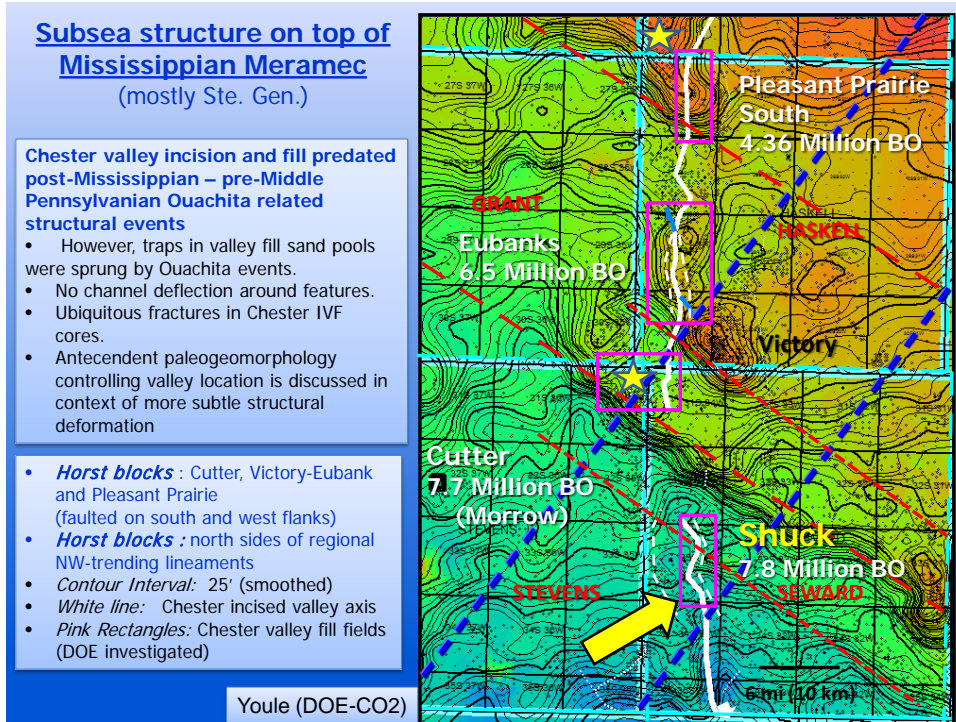 Subsea structure on top of
Mississippian Meramec
(mostly Ste. Gen.)
Chester valley incision and fill predated
post-Mississippian – pre-Middle
Pennsylvanian Ouachita related
structural events
• However, traps in valley fill sand pools
were sprung by Ouachita events.
• No channel deflection around features.
• Ubiquitous fractures in Chester IVF
cores.
• Antecendent paleogeomorphology
controlling valley location is discussed in
context of more subtle structural
deformation
• Horst blocks : Cutter, Victory-Eubank
and Pleasant Prairie
(faulted on south and west flanks)
• Horst blocks : north sides of regional
NW-trending lineaments
• Contour Interval: 25’ (smoothed)
• White line: Chester incised valley axis
• Pink Rectangles: Chester valley fill fields
(DOE investigated)
Youle (DOE-CO2)
27S 37W
27S 36W
Pleasant Prairie
South
4.36 Million BO
GRANT
HASKELL
HASKEN
Eubanks
6.5 Million BO
Victory
Cutter
7.7 Million BO
(Morrow)
STEVENS
Shuck
7.8 Million BO
STEVENS
SEWARD
6 mi (10 km)